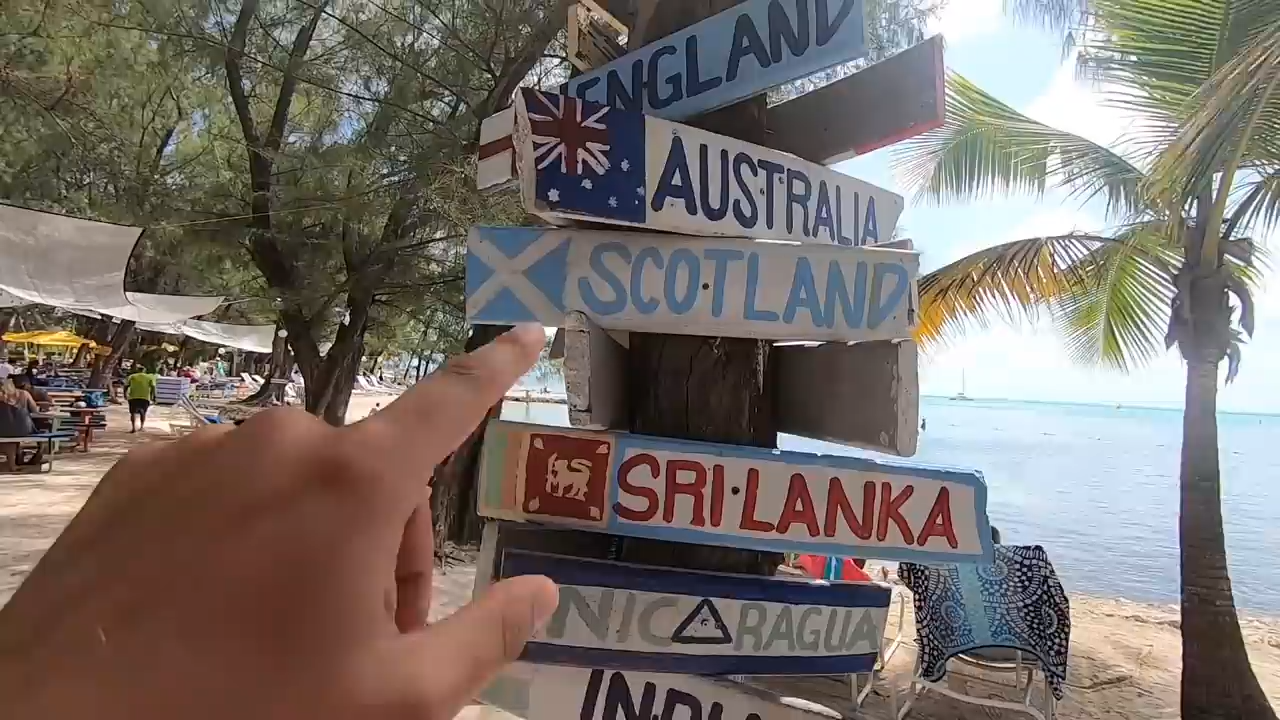 ENGLAND
AUSTRALIA
SCOTLAND
SRI LANKA
NICARAGUA